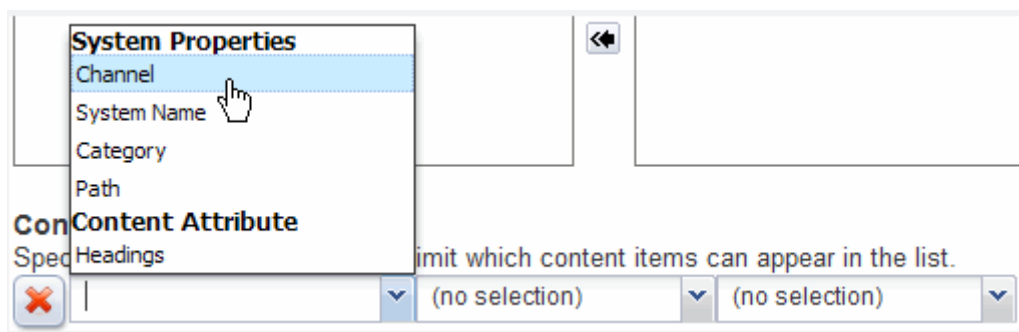 System Properties
Channel
System Name
Category
Path
Con
Content Attribute
Headings
Spec
imit which content items can appear in the list.
(no selection)
(no selection)